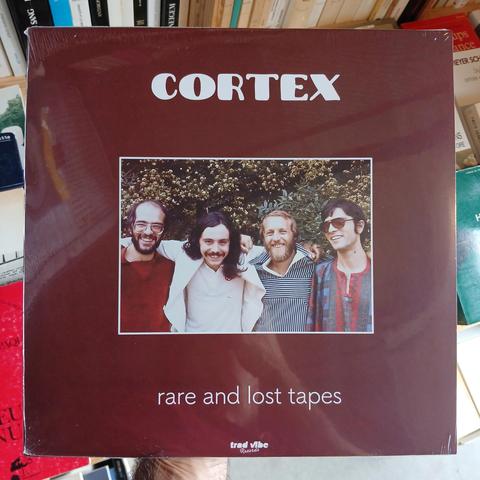 CORTEX
rare and lost tapes
trad vibe
Records